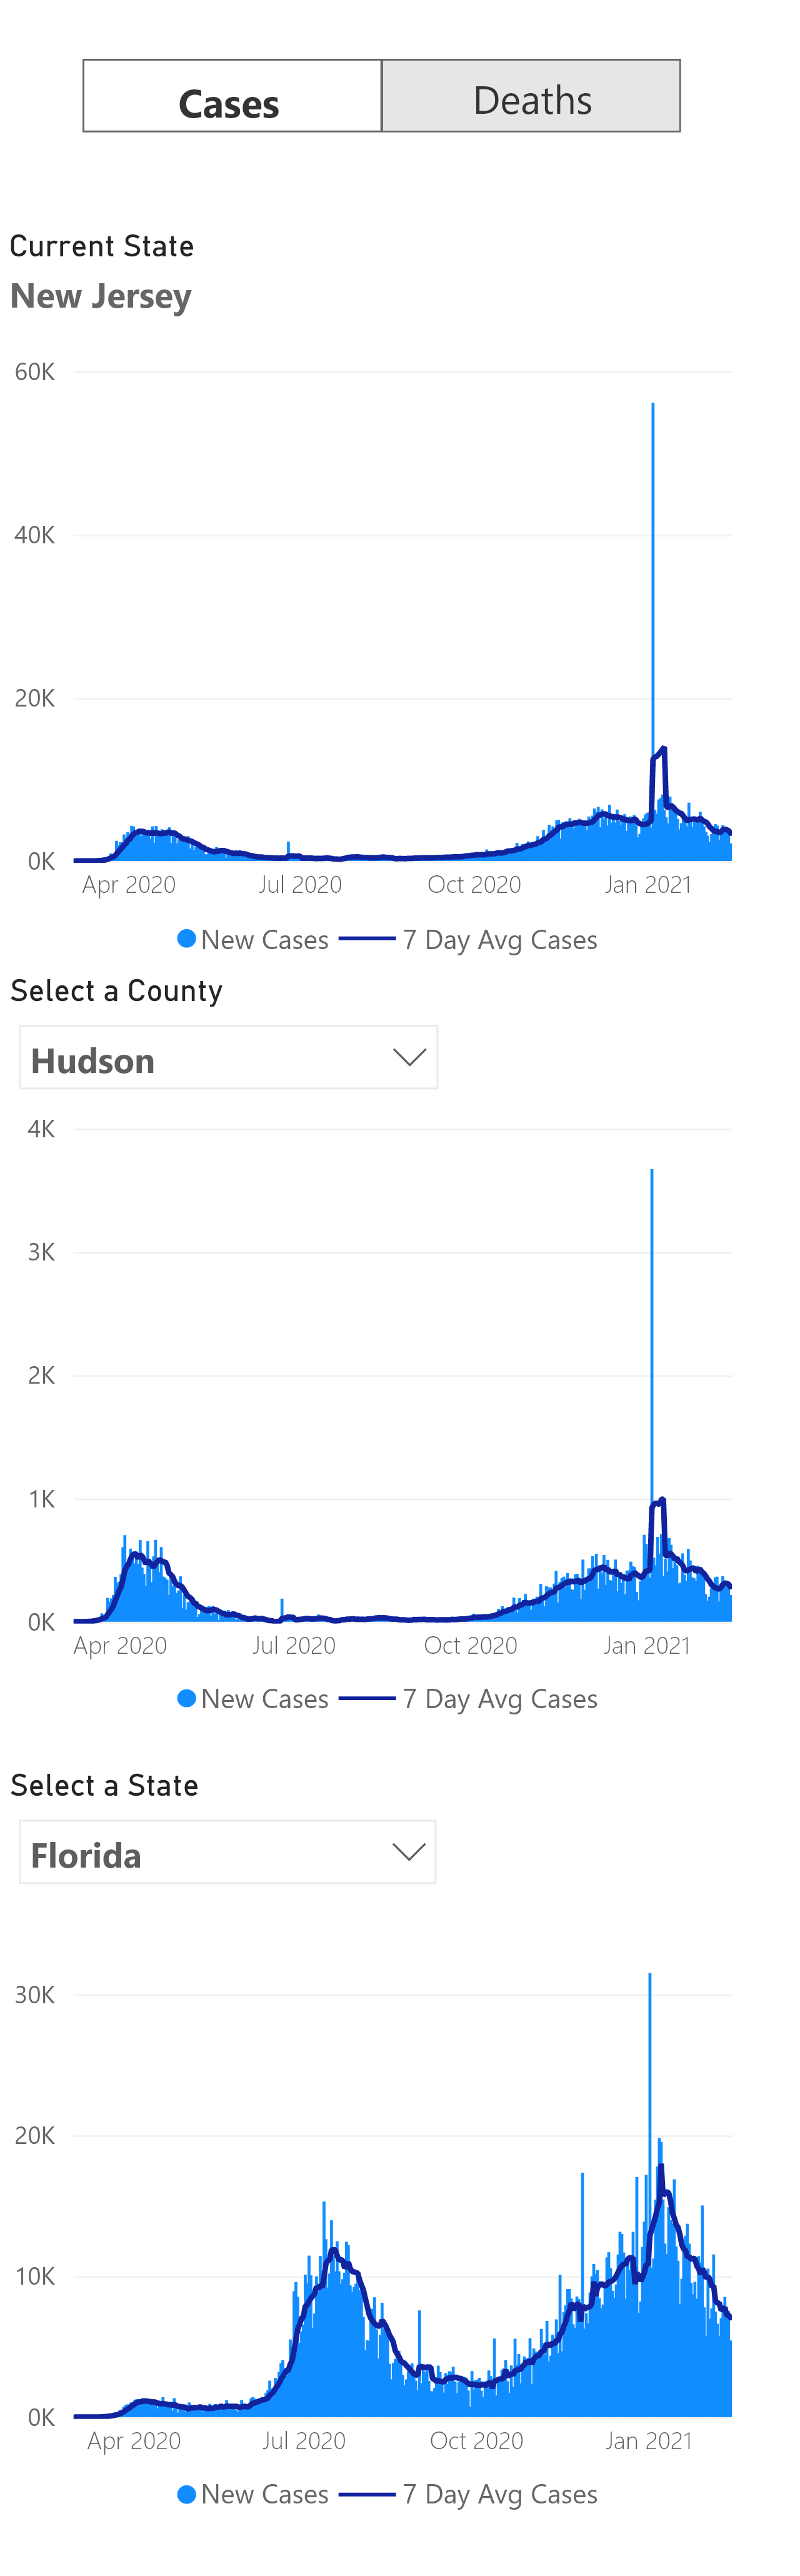 Cases Deaths
Current State
New Jersey
60K
40K
20K
0K
Apr 2020 Jul 2020 Oct 2020 Jan 2021
New Cases 7 Day Avg Cases
Select a County
Hudson
4K
3K
2K
1K
0K
Apr 2020 Jul 2020 Oct 2020 Jan 2021
New Cases 7 Day Avg Cases
Select a State
Florida
30K
20K
10K
0K
Apr 2020 Jul 2020 Oct 2020 Jan 2021
New Cases 7 Day Avg Cases